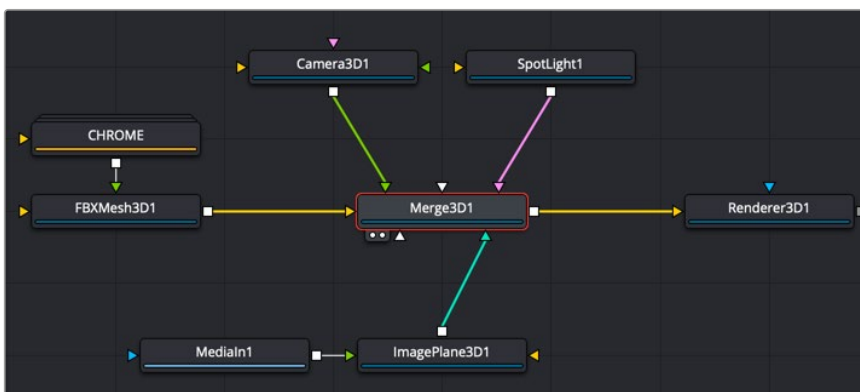 Camera3D1
SpotLight1
CHROME
FBXMesh3D1
Merge3D1
Renderer3D1
MediaIn1
ImagePlane3D1